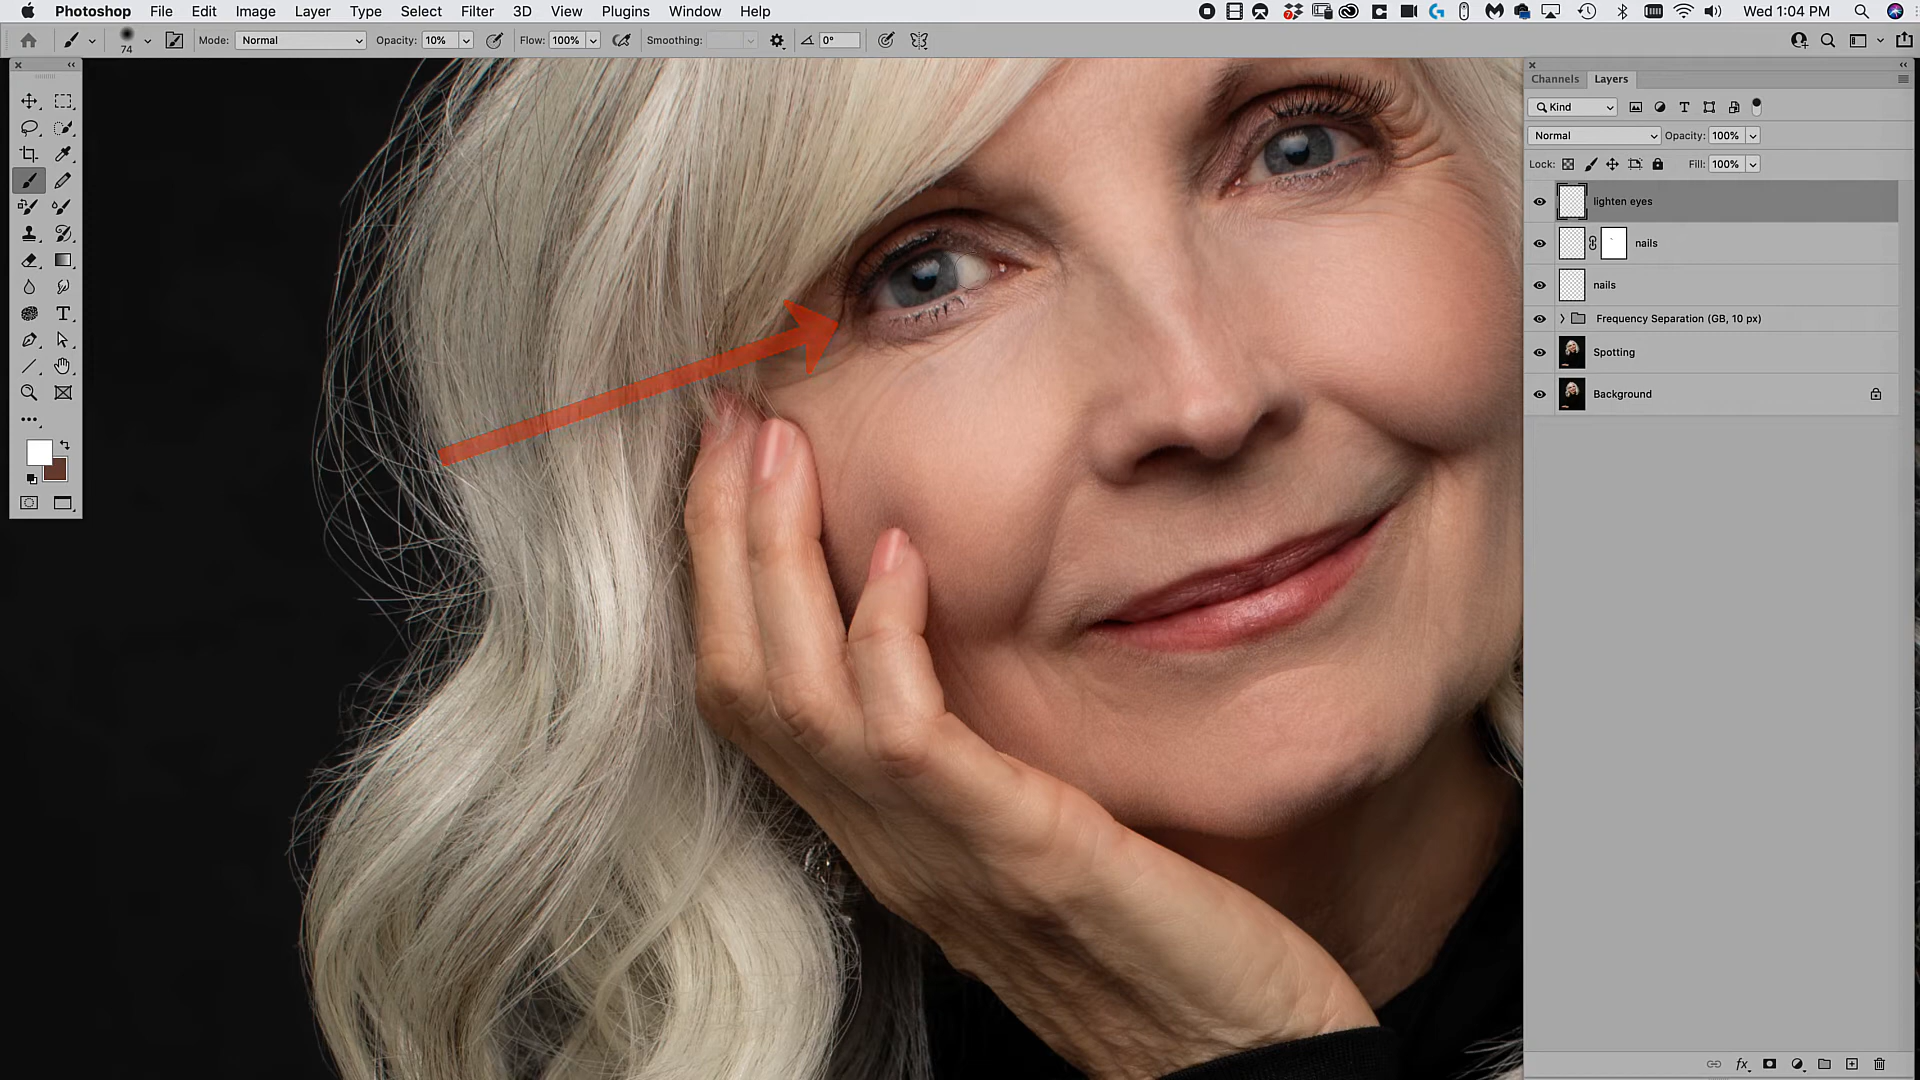 Photoshop File Edit Image Layer Type Select Filter 3D View Plugins Window Help
7
Wed 1:04 PM
74 Mode: Normal Opacity: 10% Flow: 100% Smoothing: 0°
Channels Layers
Kind
Normal Opacity: 100%
Lock: Fill: 100%
lighten eyes
nails
nails
Frequency Separation (GB, 10 px)
Spotting
Background
fx